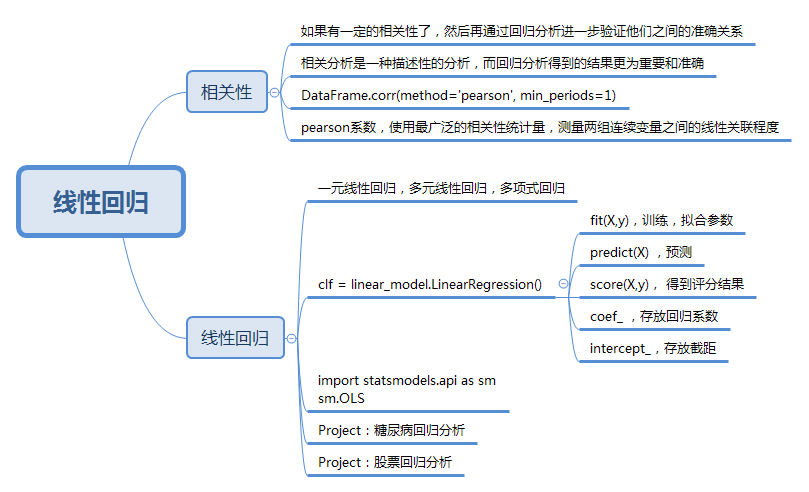 线性回归
相关性
如果有一定的相关性了，然后再通过回归分析进一步验证他们之间的准确关系
相关分析是一种描述性的分析，而回归分析得到的结果更为重要和准确
DataFrame.corr(method='pearson', min_periods=1)
pearson系数，使用最广泛的相关性统计量，测量两组连续变量之间的线性关联程度
线性回归
一元线性回归，多元线性回归，多项式回归
clf = linear_model.LinearRegression()
fit(X,y)，训练，拟合参数
predict(X) ，预测
score(X,y)， 得到评分结果
coef_ ，存放回归系数
intercept_，存放截距
import statsmodels.api as sm
sm.OLS
Project：糖尿病回归分析
Project：股票回归分析